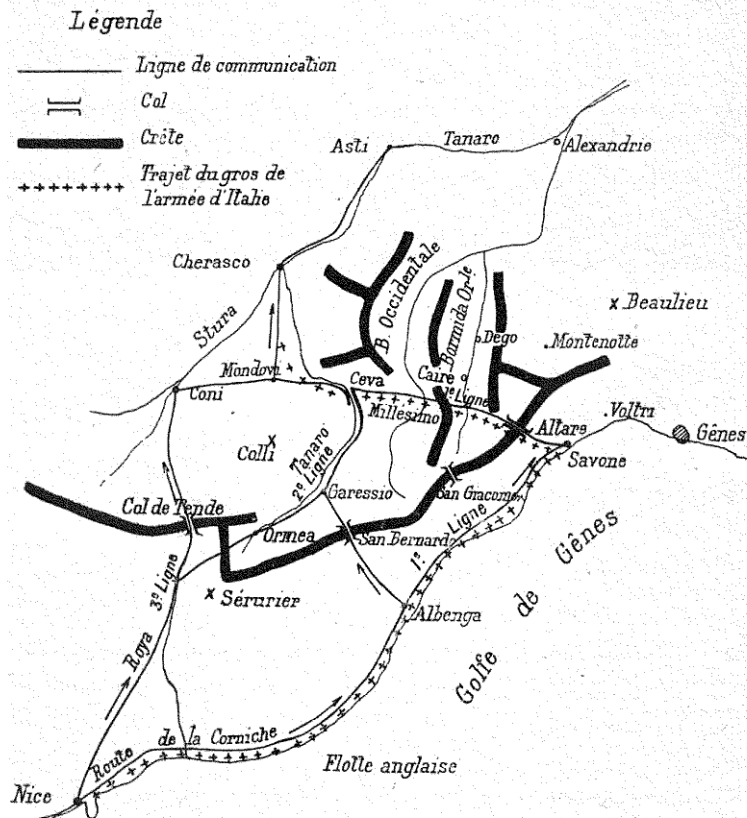 Légende
Ligne de communication
Col
Crête
Trajet du gros de
l'armée d'Italie
Asti
Tanaro
Alexandrie
Cherasco
Stura
B. Occidentale
Bormida Orle
Beaulieu
Dego
Montenotte
Mondovi
Coni
Ceva
Caire
1e Ligne
Millesimo
Voltri
Gênes
Altare
Savone
Colli
Tanaro
2e Ligne
Garessio
San Giacomo
Col de Tende
Ormea
San Bernard
1e Ligne
3e Ligne
Sérurier
Albenga
Golfe de Gênes
Roya
Route de la Corniche
Flotte anglaise
Nice